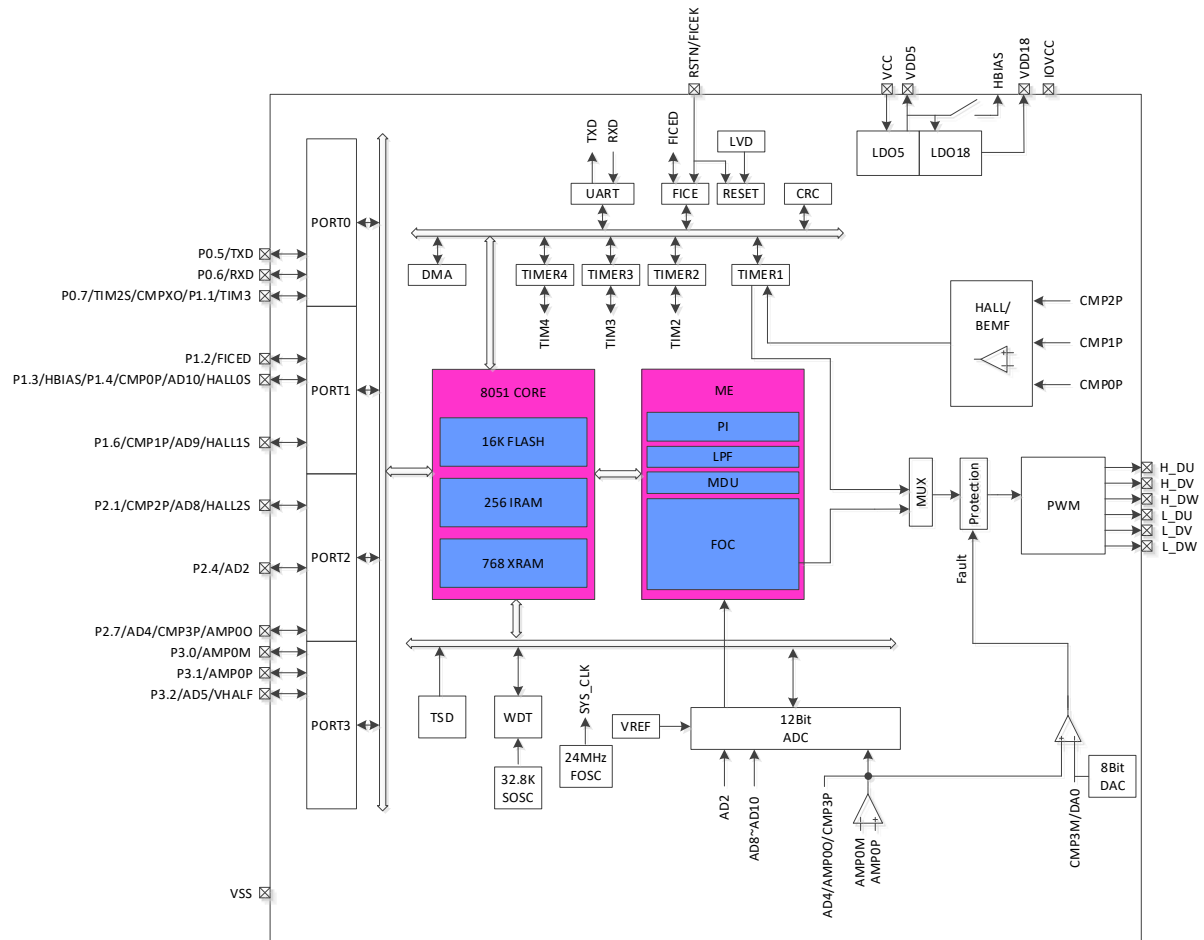 RSTN/FICEK
VCC
VDD5
HBIAS
VDD18
IOVCC
TXD
RXD
FICED
LVD
LDO5
LDO18
UART
FICE
RESET
CRC
PORT0
P0.5/TXD
P0.6/RXD
P0.7/TIM2S/CMPXO/P1.1/TIM3
DMA
TIMER4
TIMER3
TIMER2
TIMER1
TIM4
TIM3
TIM2
HALL/
BEMF
CMP2P
CMP1P
CMP0P
P1.2/FICED
P1.3/HBIAS/P1.4/CMP0P/AD10/HALL0S
PORT1
P1.6/CMP1P/AD9/HALL1S
8051 CORE
16K FLASH
256 IRAM
768 XRAM
ME
PI
LPF
MDU
FOC
MUX
Protection
Fault
PWM
H_DU
H_DV
H_DW
L_DU
L_DV
L_DW
P2.1/CMP2P/AD8/HALL2S
PORT2
P2.4/AD2
P2.7/AD4/CMP3P/AMP0O
P3.0/AMP0M
P3.1/AMP0P
P3.2/AD5/VHALF
PORT3
TSD
WDT
SYS_CLK
VREF
12Bit
ADC
32.8K
SOSC
24MHz
FOSC
AD2
AD8~AD10
AD4/AMP0O/CMP3P
AMP0M
AMP0P
CMP3M/DA0
8Bit
DAC
VSS